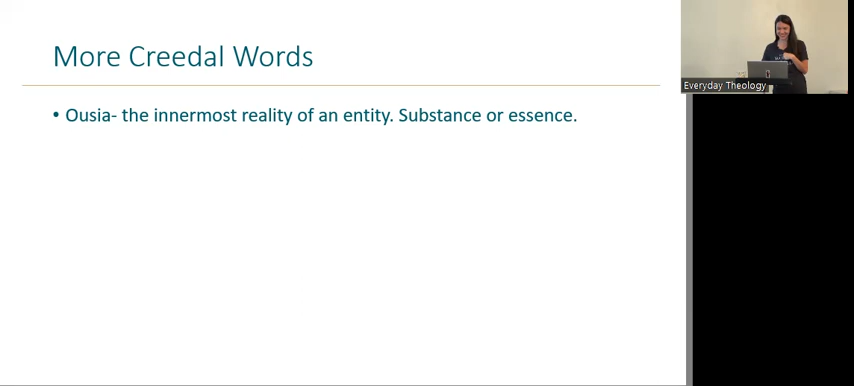 More Creedal Words
• Ousia- the innermost reality of an entity. Substance or essence.
Everyday Theology